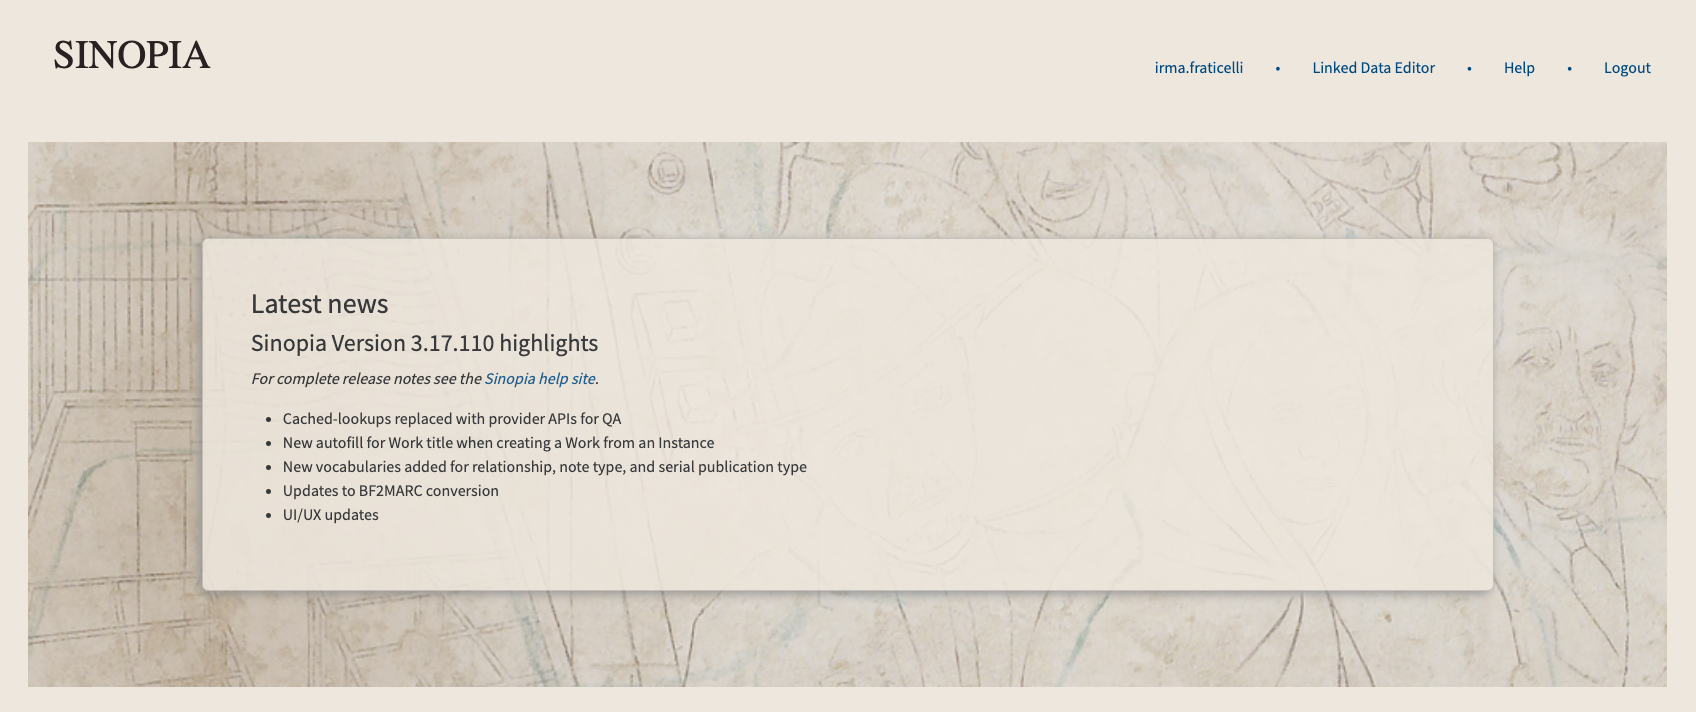 SINOPIA
irma.fraticelli • Linked Data Editor • Help • Logout
Latest news
Sinopia Version 3.17.110 highlights
For complete release notes see the Sinopia help site.
• Cached-lookups replaced with provider APIs for QA
• New autofill for Work title when creating a Work from an Instance
• New vocabularies added for relationship, note type, and serial publication type
• Updates to BF2MARC conversion
• UI/UX updates